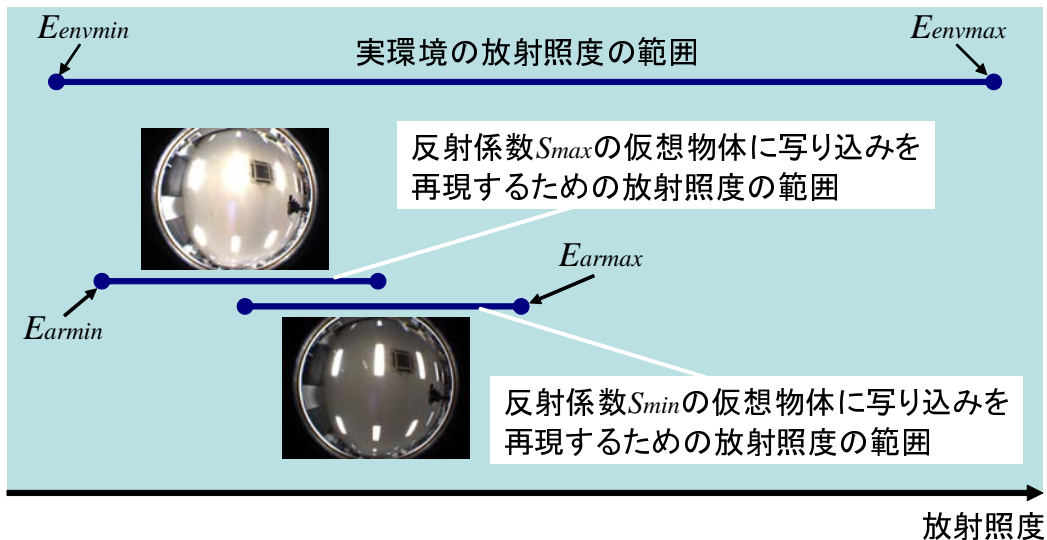 Eenvmin
Eenvmax
実環境の放射照度の範囲
反射係数Smaxの仮想物体に写り込みを
再現するための放射照度の範囲
Earmax
Earmin
反射係数Sminの仮想物体に写り込みを
再現するための放射照度の範囲
放射照度